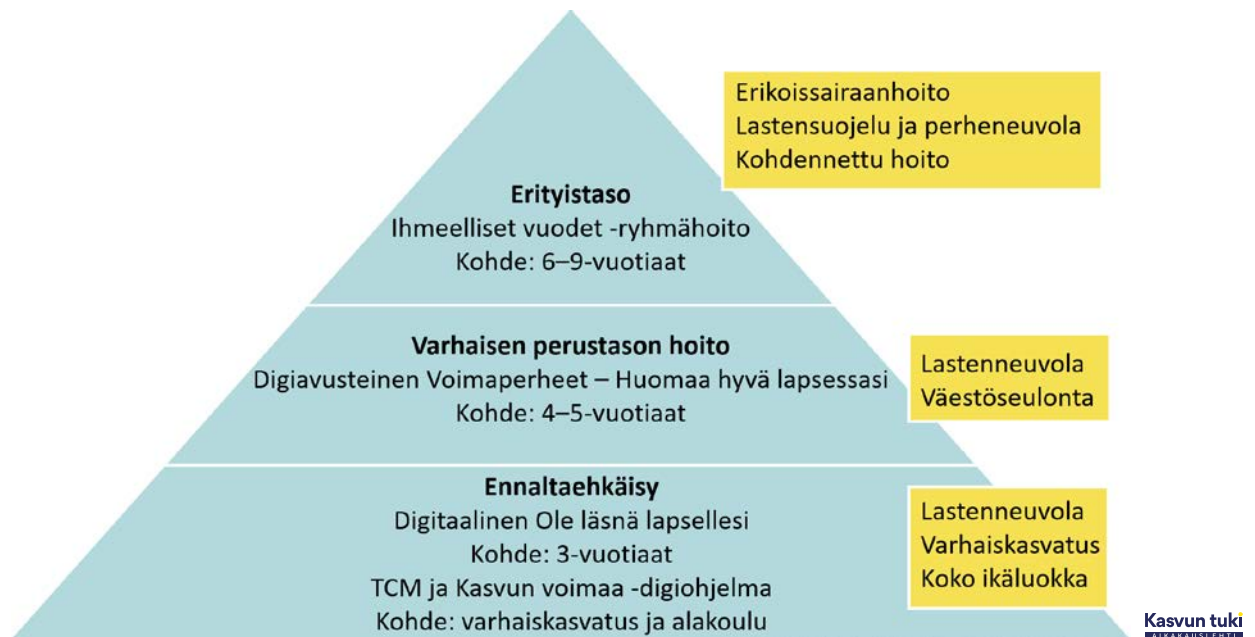 Erikoissairaanhoito
Lastensuojelu ja perheneuvola
Kohdennettu hoito
Erityistaso
Ihmeelliset vuodet -ryhmähoito
Kohde: 6–9-vuotiaat
Varhaisen perustason hoito
Digiavusteinen Voimaperheet – Huomaa hyvä lapsessasi
Kohde: 4–5-vuotiaat
Lastenneuvola
Väestöseulonta
Ennaltaehkäisy
Digitaalinen Ole läsnä lapsellesi
Kohde: 3-vuotiaat
TCM ja Kasvun voimaa -digiohjelma
Kohde: varhaiskasvatus ja alakoulu
Lastenneuvola
Varhaiskasvatus
Koko ikäluokka
Kasvun tuki
AIKAKAUSLEHTI